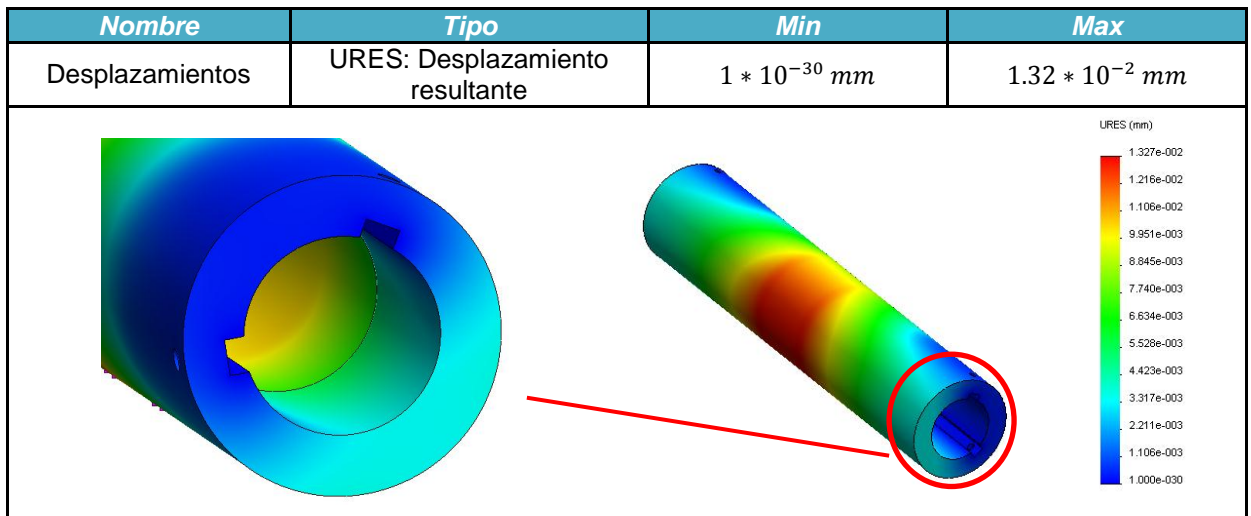 Nombre Tipo Min Max
Desplazamientos URES: Desplazamiento resultante 1 ∗ 10⁻³⁰ mm 1.32 ∗ 10⁻² mm
URES (mm)
1.327e-002
1.216e-002
1.106e-002
9.951e-003
8.845e-003
7.740e-003
6.634e-003
5.528e-003
4.423e-003
3.317e-003
2.211e-003
1.106e-003
1.000e-030